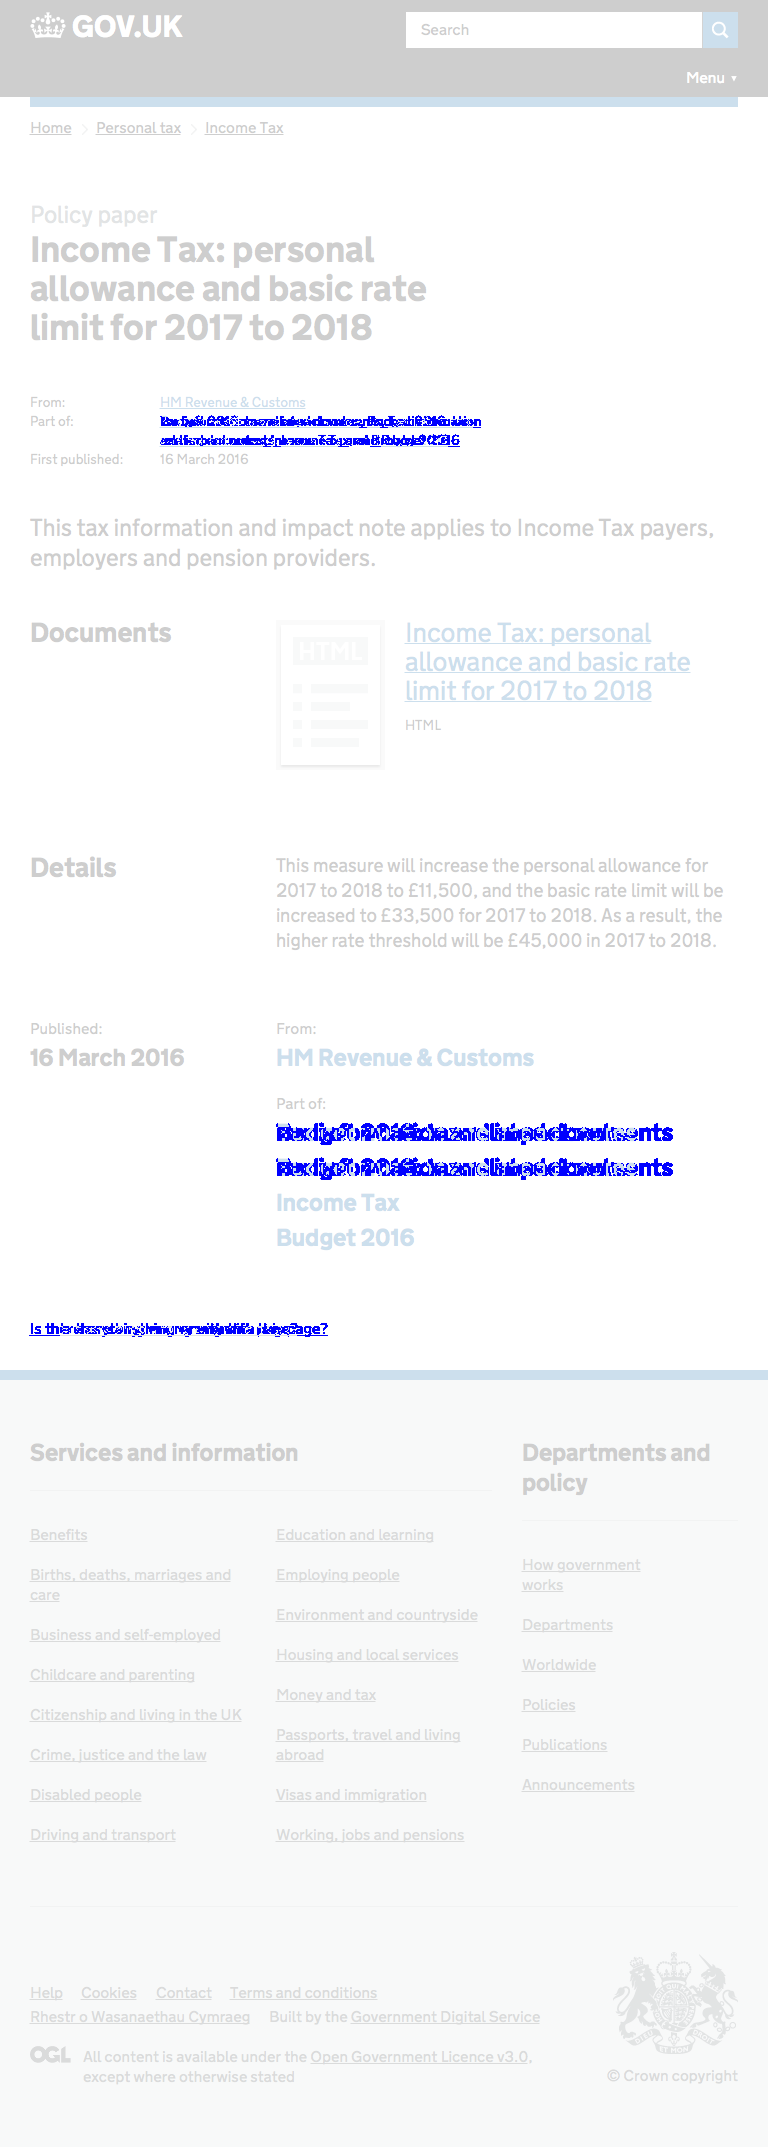 GOV.UK
Search
Menu ▼
Home
Personal tax
Income Tax
Policy paper
Income Tax: personal
allowance and basic rate
limit for 2017 to 2018
From:
HM Revenue & Customs
Part of:
First published:
16 March 2016
This tax information and impact note applies to Income Tax payers,
employers and pension providers.
Documents
HTML
Income Tax: personal
allowance and basic rate
limit for 2017 to 2018
HTML
Details
This measure will increase the personal allowance for
2017 to 2018 to £11,500, and the basic rate limit will be
increased to £33,500 for 2017 to 2018. As a result, the
higher rate threshold will be £45,000 in 2017 to 2018.
Published:
16 March 2016
From:
HM Revenue & Customs
Part of:
Income Tax
Budget 2016
Services and information
Benefits
Births, deaths, marriages and
care
Business and self-employed
Childcare and parenting
Citizenship and living in the UK
Crime, justice and the law
Disabled people
Driving and transport
Education and learning
Employing people
Environment and countryside
Housing and local services
Money and tax
Passports, travel and living
abroad
Visas and immigration
Working, jobs and pensions
Departments and
policy
How government
works
Departments
Worldwide
Policies
Publications
Announcements
Help
Cookies
Contact
Terms and conditions
Rhestr o Wasanaethau Cymraeg
Built by the Government Digital Service
OGL
All content is available under the Open Government Licence v3.0,
except where otherwise stated
© Crown copyright